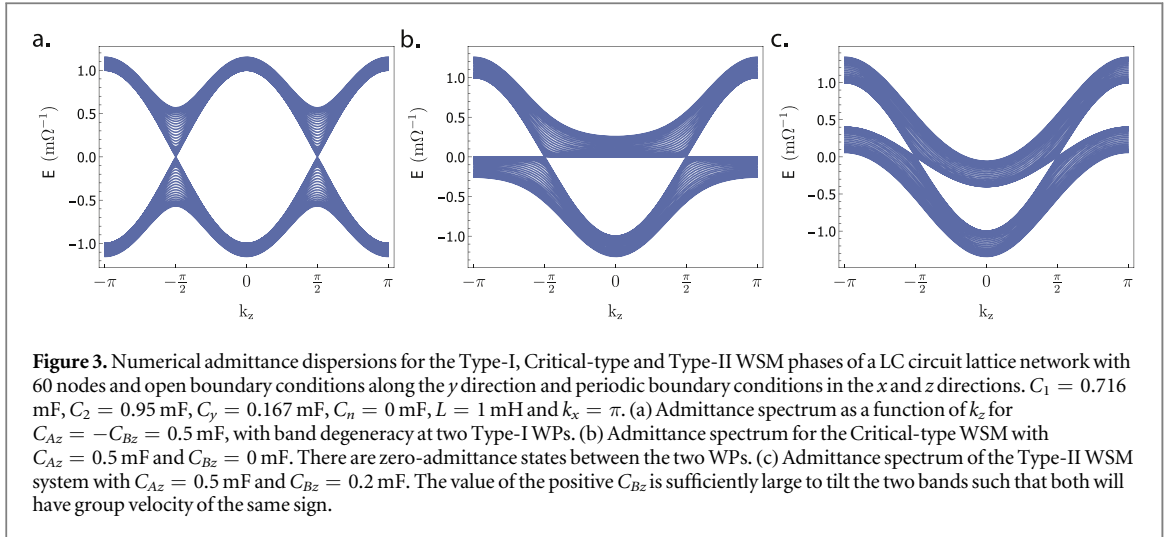 a.
b.
c.
E (mΩ⁻¹)
1.0
0.5
0.0
−0.5
−1.0
−π
−π/2
0
π/2
π
k_z
E (mΩ⁻¹)
1.0
0.5
0.0
−0.5
−1.0
−π
−π/2
0
π/2
π
k_z
E (mΩ⁻¹)
1.0
0.5
0.0
−0.5
−1.0
−π
−π/2
0
π/2
π
k_z
Figure 3. Numerical admittance dispersions for the Type-I, Critical-type and Type-II WSM phases of a LC circuit lattice network with
60 nodes and open boundary conditions along the y direction and periodic boundary conditions in the x and z directions. C₁ = 0.716
mF, C₂ = 0.95 mF, C_y = 0.167 mF, C_n = 0 mF, L = 1 mH and k_x = π. (a) Admittance spectrum as a function of k_z for
C_Az = −C_Bz = 0.5 mF, with band degeneracy at two Type-I WPs. (b) Admittance spectrum for the Critical-type WSM with
C_Az = 0.5 mF and C_Bz = 0 mF. There are zero-admittance states between the two WPs. (c) Admittance spectrum of the Type-II WSM
system with C_Az = 0.5 mF and C_Bz = 0.2 mF. The value of the positive C_Bz is sufficiently large to tilt the two bands such that both will
have group velocity of the same sign.